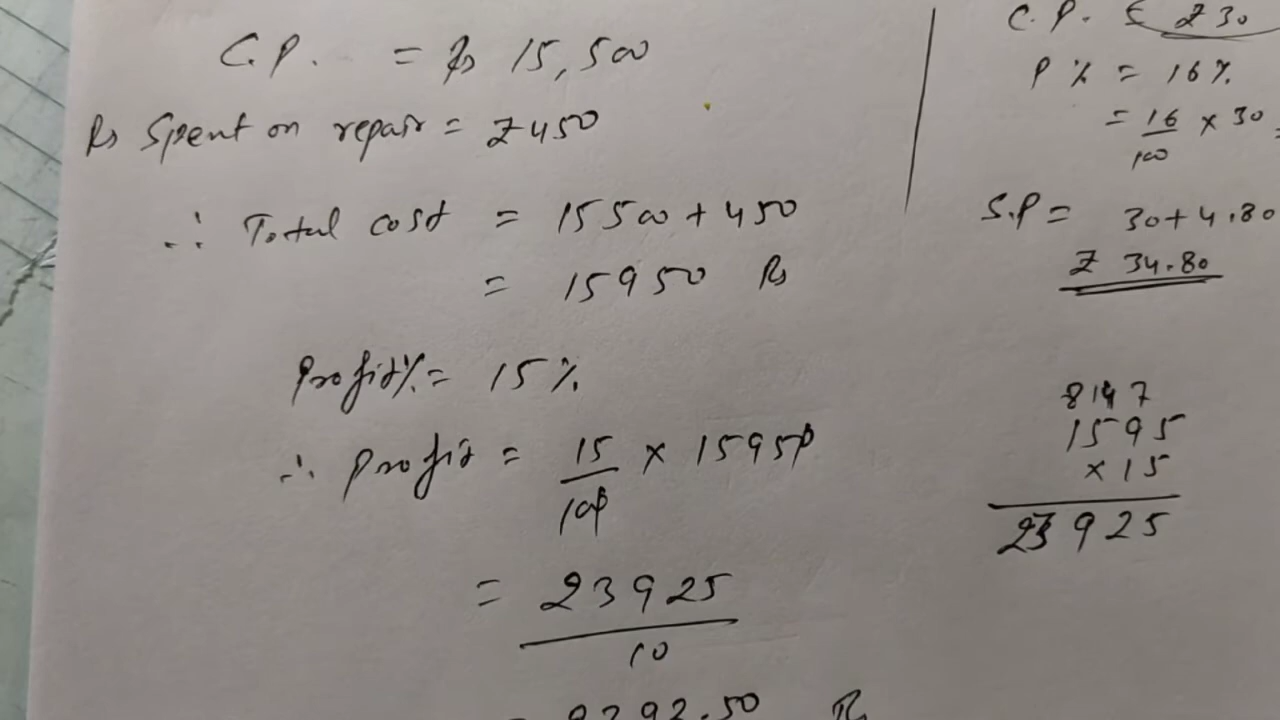 C.P. = Rs 15,500
Rs Spent on repair = ₹450
∴ Total cost = 15500 + 450
= 15950 Rs
Profit% = 15%
∴ Profit = 15/100 × 15950
= 23925/10
Rs
C.P. ₹ 30
P % = 16%
= 16/100 × 30
S.P = 30 + 4.80
₹ 34.80
1595
× 15
23925